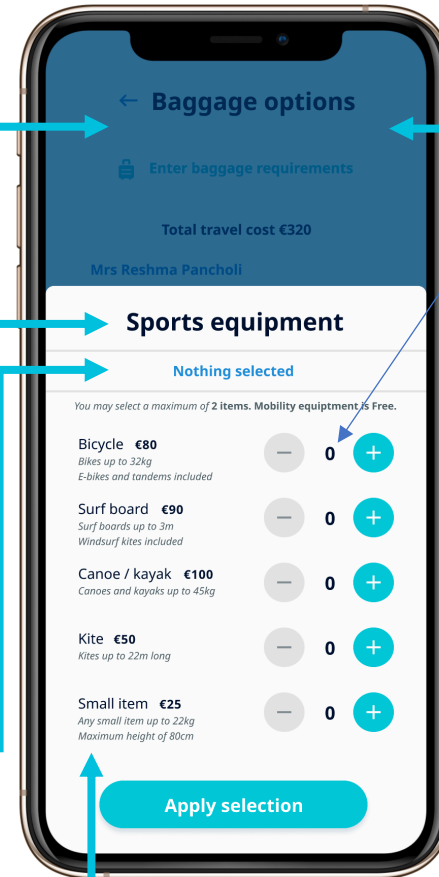 ← Baggage options
Enter baggage requirements
Total travel cost €320
Mrs Reshma Pancholi
Sports equipment
Nothing selected
You may select a maximum of 2 items. Mobility equiptment is Free.
Bicycle €80
Bikes up to 32kg
E-bikes and tandems included
− 0 +
Surf board €90
Surf boards up to 3m
Windsurf kites included
− 0 +
Canoe / kayak €100
Canoes and kayaks up to 45kg
− 0 +
Kite €50
Kites up to 22m long
− 0 +
Small item €25
Any small item up to 22kg
Maximum height of 80cm
− 0 +
Apply selection